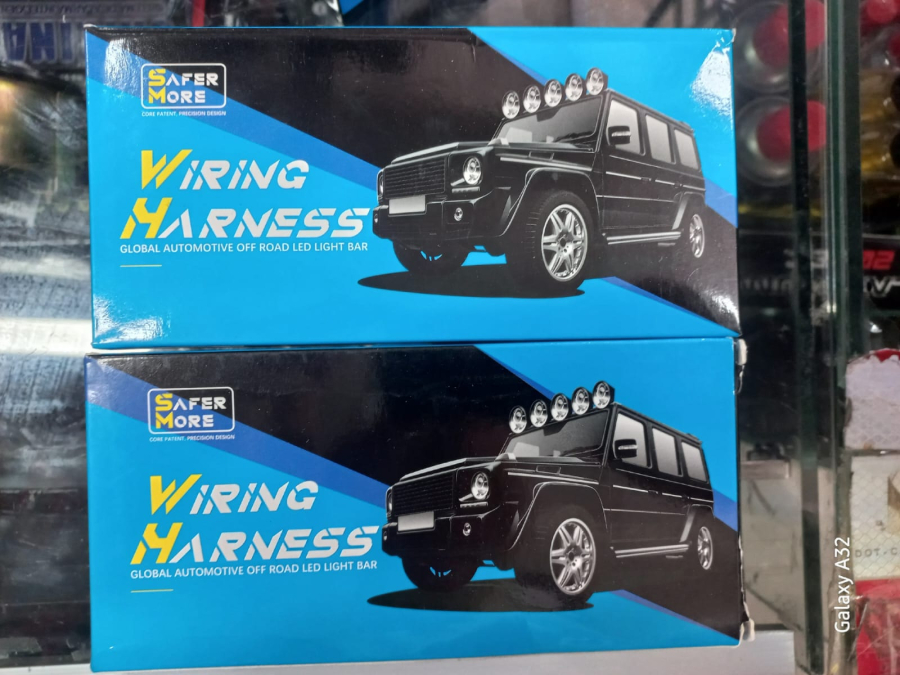 SAFER
MORE
CORE PATENT, PRECISION DESIGN
WIRING
HARNESS
GLOBAL AUTOMOTIVE OFF ROAD LED LIGHT BAR
SAFER
MORE
CORE PATENT, PRECISION DESIGN
WIRING
HARNESS
GLOBAL AUTOMOTIVE OFF ROAD LED LIGHT BAR
DOT-C
Galaxy A32